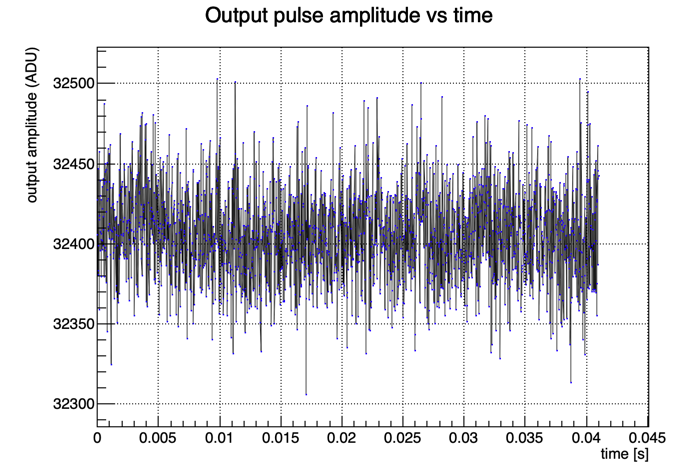 Output pulse amplitude vs time
output amplitude (ADU)
32500
32450
32400
32350
32300
0 0.005 0.01 0.015 0.02 0.025 0.03 0.035 0.04 0.045
time [s]